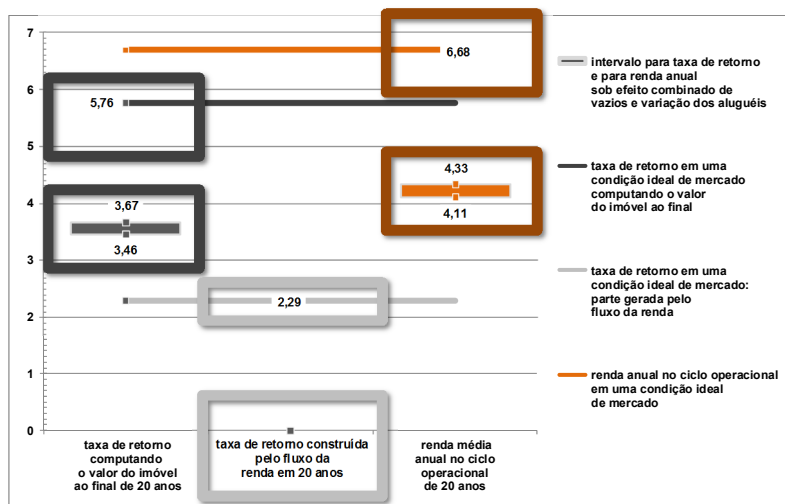 7
6
5
4
3
2
1
0
6,68
5,76
4,33
4,11
3,67
3,46
2,29
taxa de retorno
computando
o valor do imóvel
ao final de 20 anos
taxa de retorno construída
pelo fluxo da
renda em 20 anos
renda média
anual no ciclo
operacional
de 20 anos
intervalo para taxa de retorno
e para renda anual
sob efeito combinado de
vazios e variação dos aluguéis
taxa de retorno em uma
condição ideal de mercado
computando o valor
do imóvel ao final
taxa de retorno em uma
condição ideal de mercado:
parte gerada pelo
fluxo da renda
renda anual no ciclo operacional
em uma condição ideal
de mercado